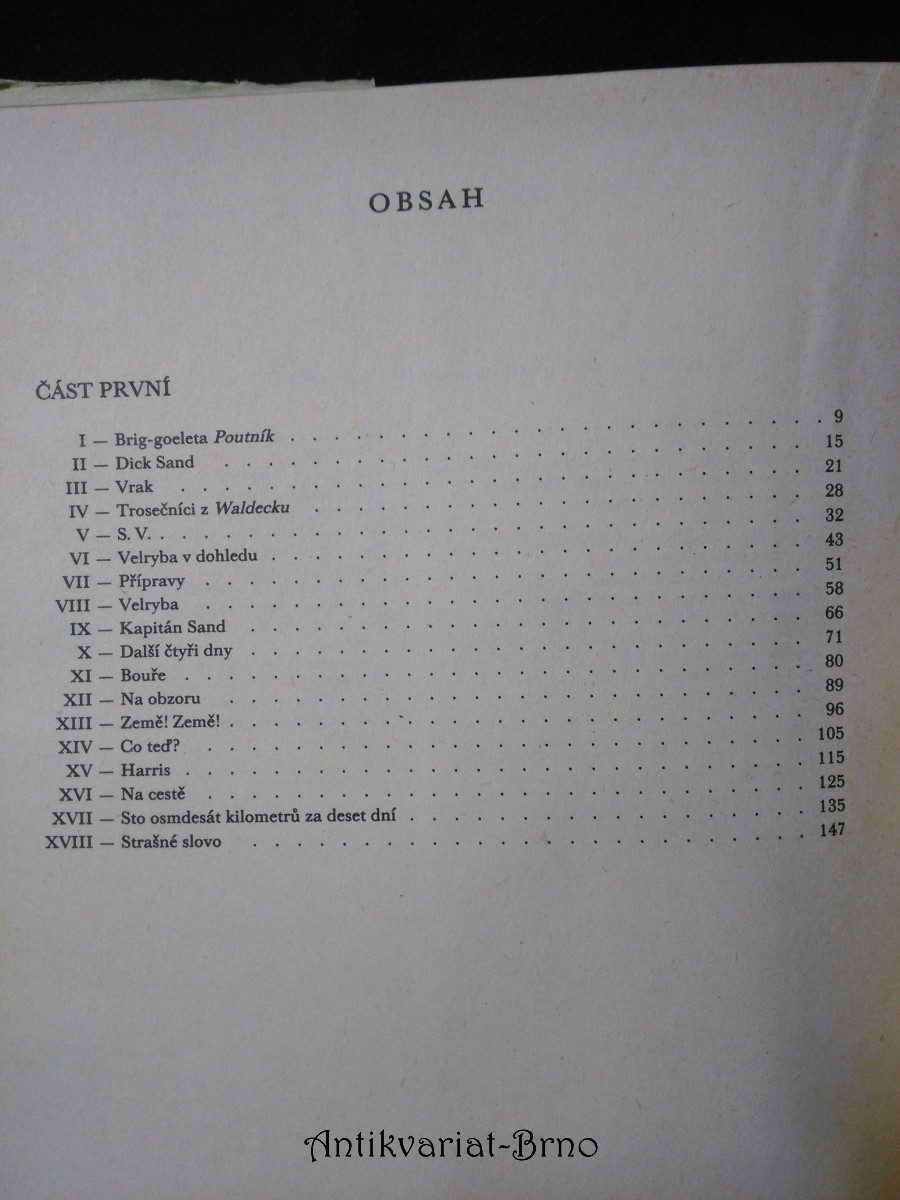 OBSAH
ČÁST PRVNÍ
I — Brig-goeleta Poutník . . . . . . . . . . . . . . . . . 9
II — Dick Sand . . . . . . . . . . . . . . . . . . 15
III — Vrak . . . . . . . . . . . . . . . . . . . 21
IV — Trosečníci z Waldecku . . . . . . . . . . . . . . . 28
V — S. V. . . . . . . . . . . . . . . . . . . . 32
VI — Velryba v dohledu . . . . . . . . . . . . . . . . . 43
VII — Přípravy . . . . . . . . . . . . . . . . . . . 51
VIII — Velryba . . . . . . . . . . . . . . . . . . . 58
IX — Kapitán Sand . . . . . . . . . . . . . . . . . . 66
X — Další čtyři dny . . . . . . . . . . . . . . . . . . 71
XI — Bouře . . . . . . . . . . . . . . . . . . . . 80
XII — Na obzoru . . . . . . . . . . . . . . . . . . 89
XIII — Země! Země! . . . . . . . . . . . . . . . . . . 96
XIV — Co teď? . . . . . . . . . . . . . . . . . . . 105
XV — Harris . . . . . . . . . . . . . . . . . . . . 115
XVI — Na cestě . . . . . . . . . . . . . . . . . . . 125
XVII — Sto osmdesát kilometrů za deset dní . . . . . . . . . . . . . 135
XVIII — Strašné slovo . . . . . . . . . . . . . . . . . . 147
Antikvariat-Brno